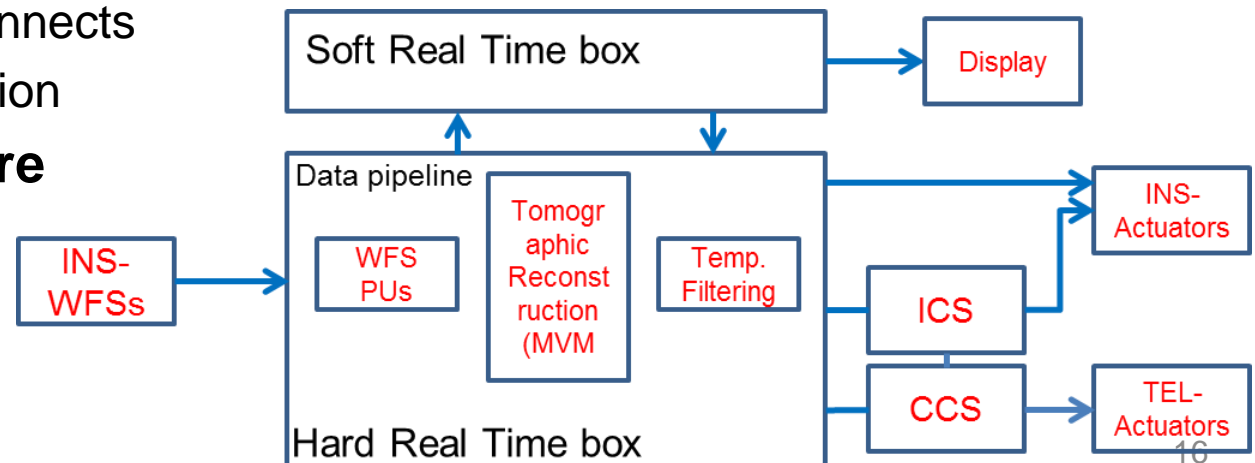 nnects
ion
re
Soft Real Time box
Display
Data pipeline
INS-
WFSs
WFS
PUs
Tomogr
aphic
Reconst
ruction
(MVM
Temp.
Filtering
INS-
Actuators
ICS
CCS
TEL-
Actuators
Hard Real Time box
16